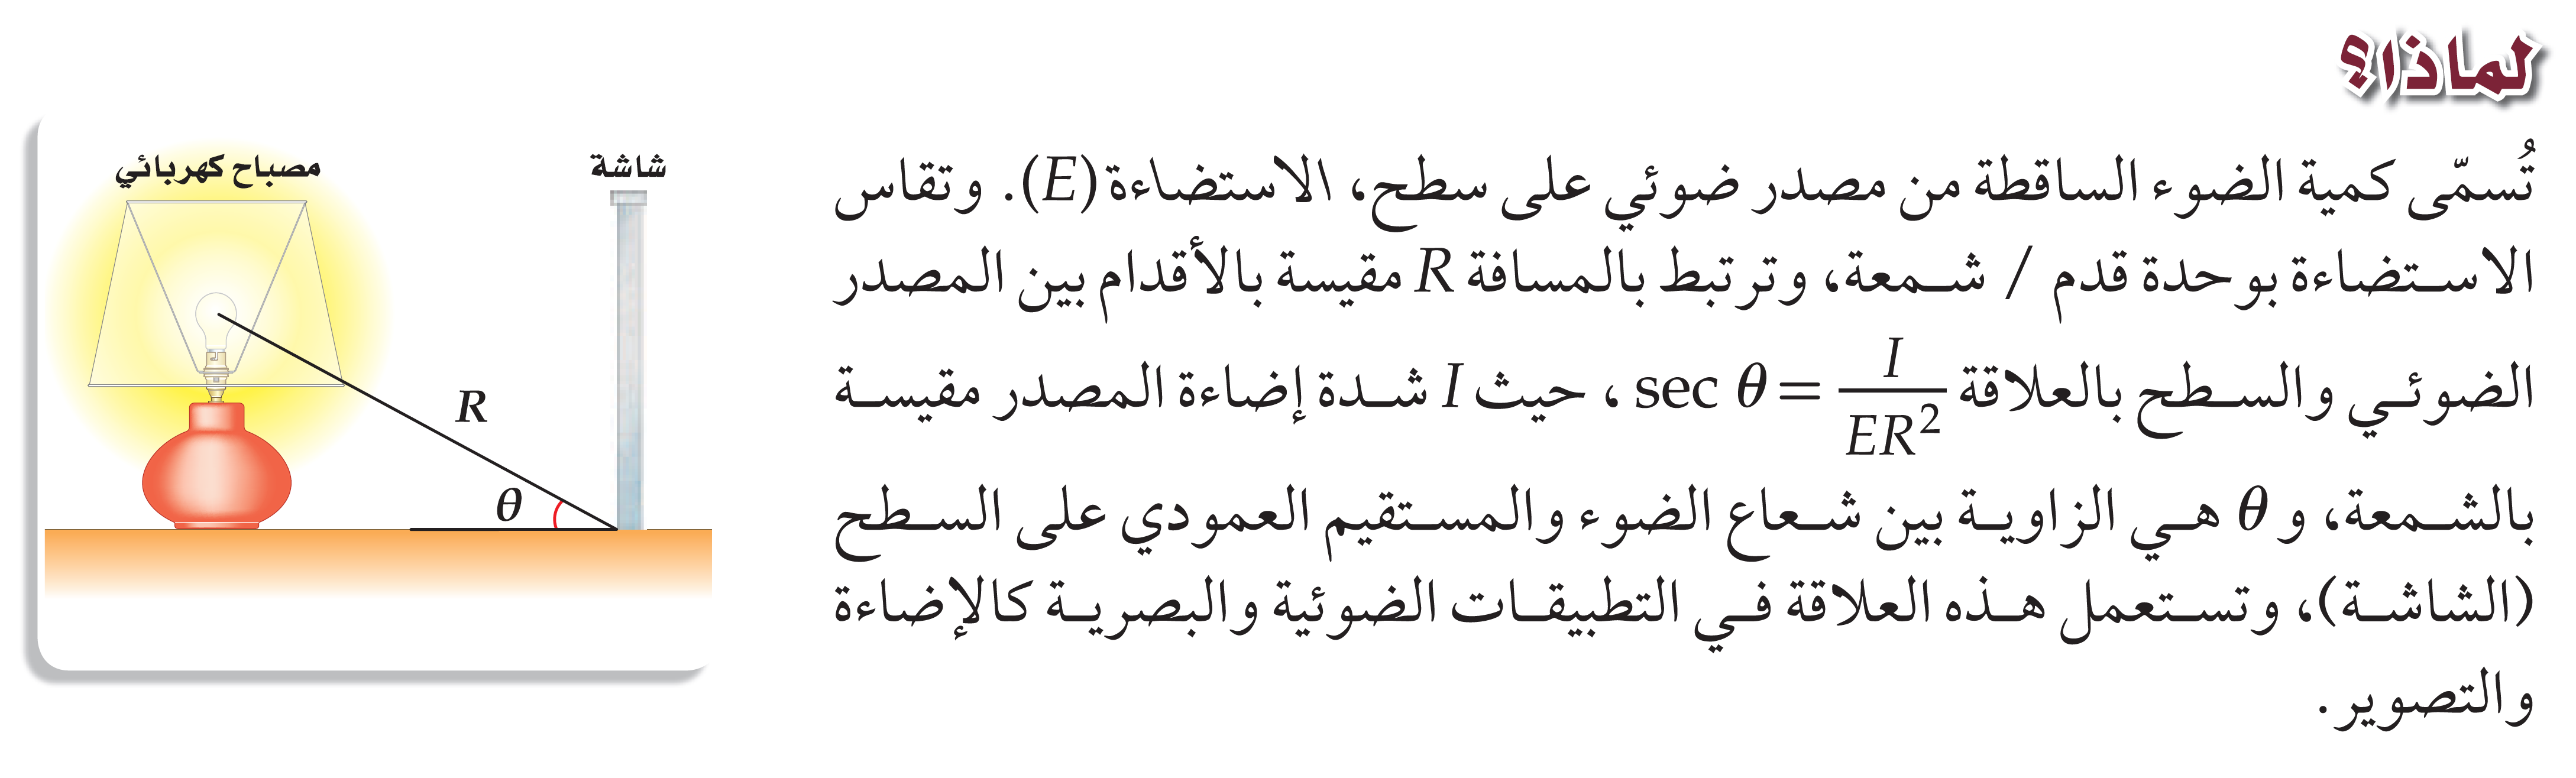 لماذا؟
تُسمّى كمية الضوء الساقطة من مصدر ضوئي على سطح، الاستضاءة (E). وتقاس
الاستضاءة بوحدة قدم / شمعة، وترتبط بالمسافة R مقيسة بالأقدام بين المصدر
الضوئي والسطح بالعلاقة sec θ = I / ER²، حيث I شدة إضاءة المصدر مقيسة
بالشمعة، و θ هي الزاوية بين شعاع الضوء والمستقيم العمودي على السطح
(الشاشة)، وتستعمل هذه العلاقة في التطبيقات الضوئية والبصرية كالإضاءة
والتصوير.
شاشة
مصباح كهربائي
R
θ